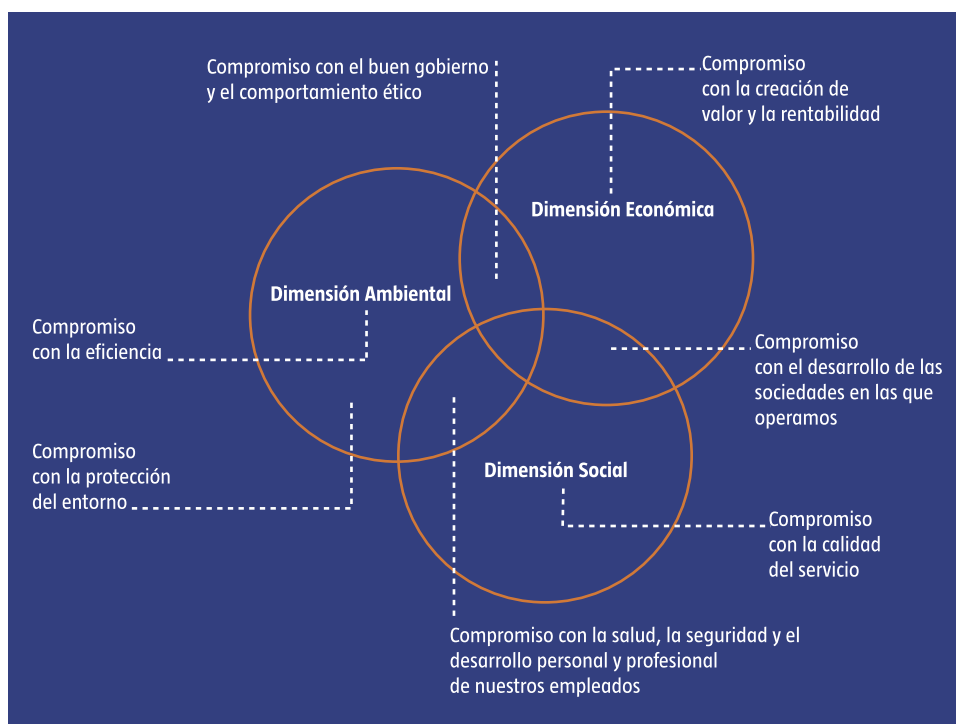 Compromiso con el buen gobierno
y el comportamiento ético
Compromiso
con la creación de
valor y la rentabilidad
Dimensión Económica
Dimensión Ambiental
Compromiso
con la eficiencia
Compromiso
con el desarrollo de las
sociedades en las que
operamos
Compromiso
con la protección
del entorno
Dimensión Social
Compromiso
con la calidad
del servicio
Compromiso con la salud, la seguridad y el
desarrollo personal y profesional
de nuestros empleados